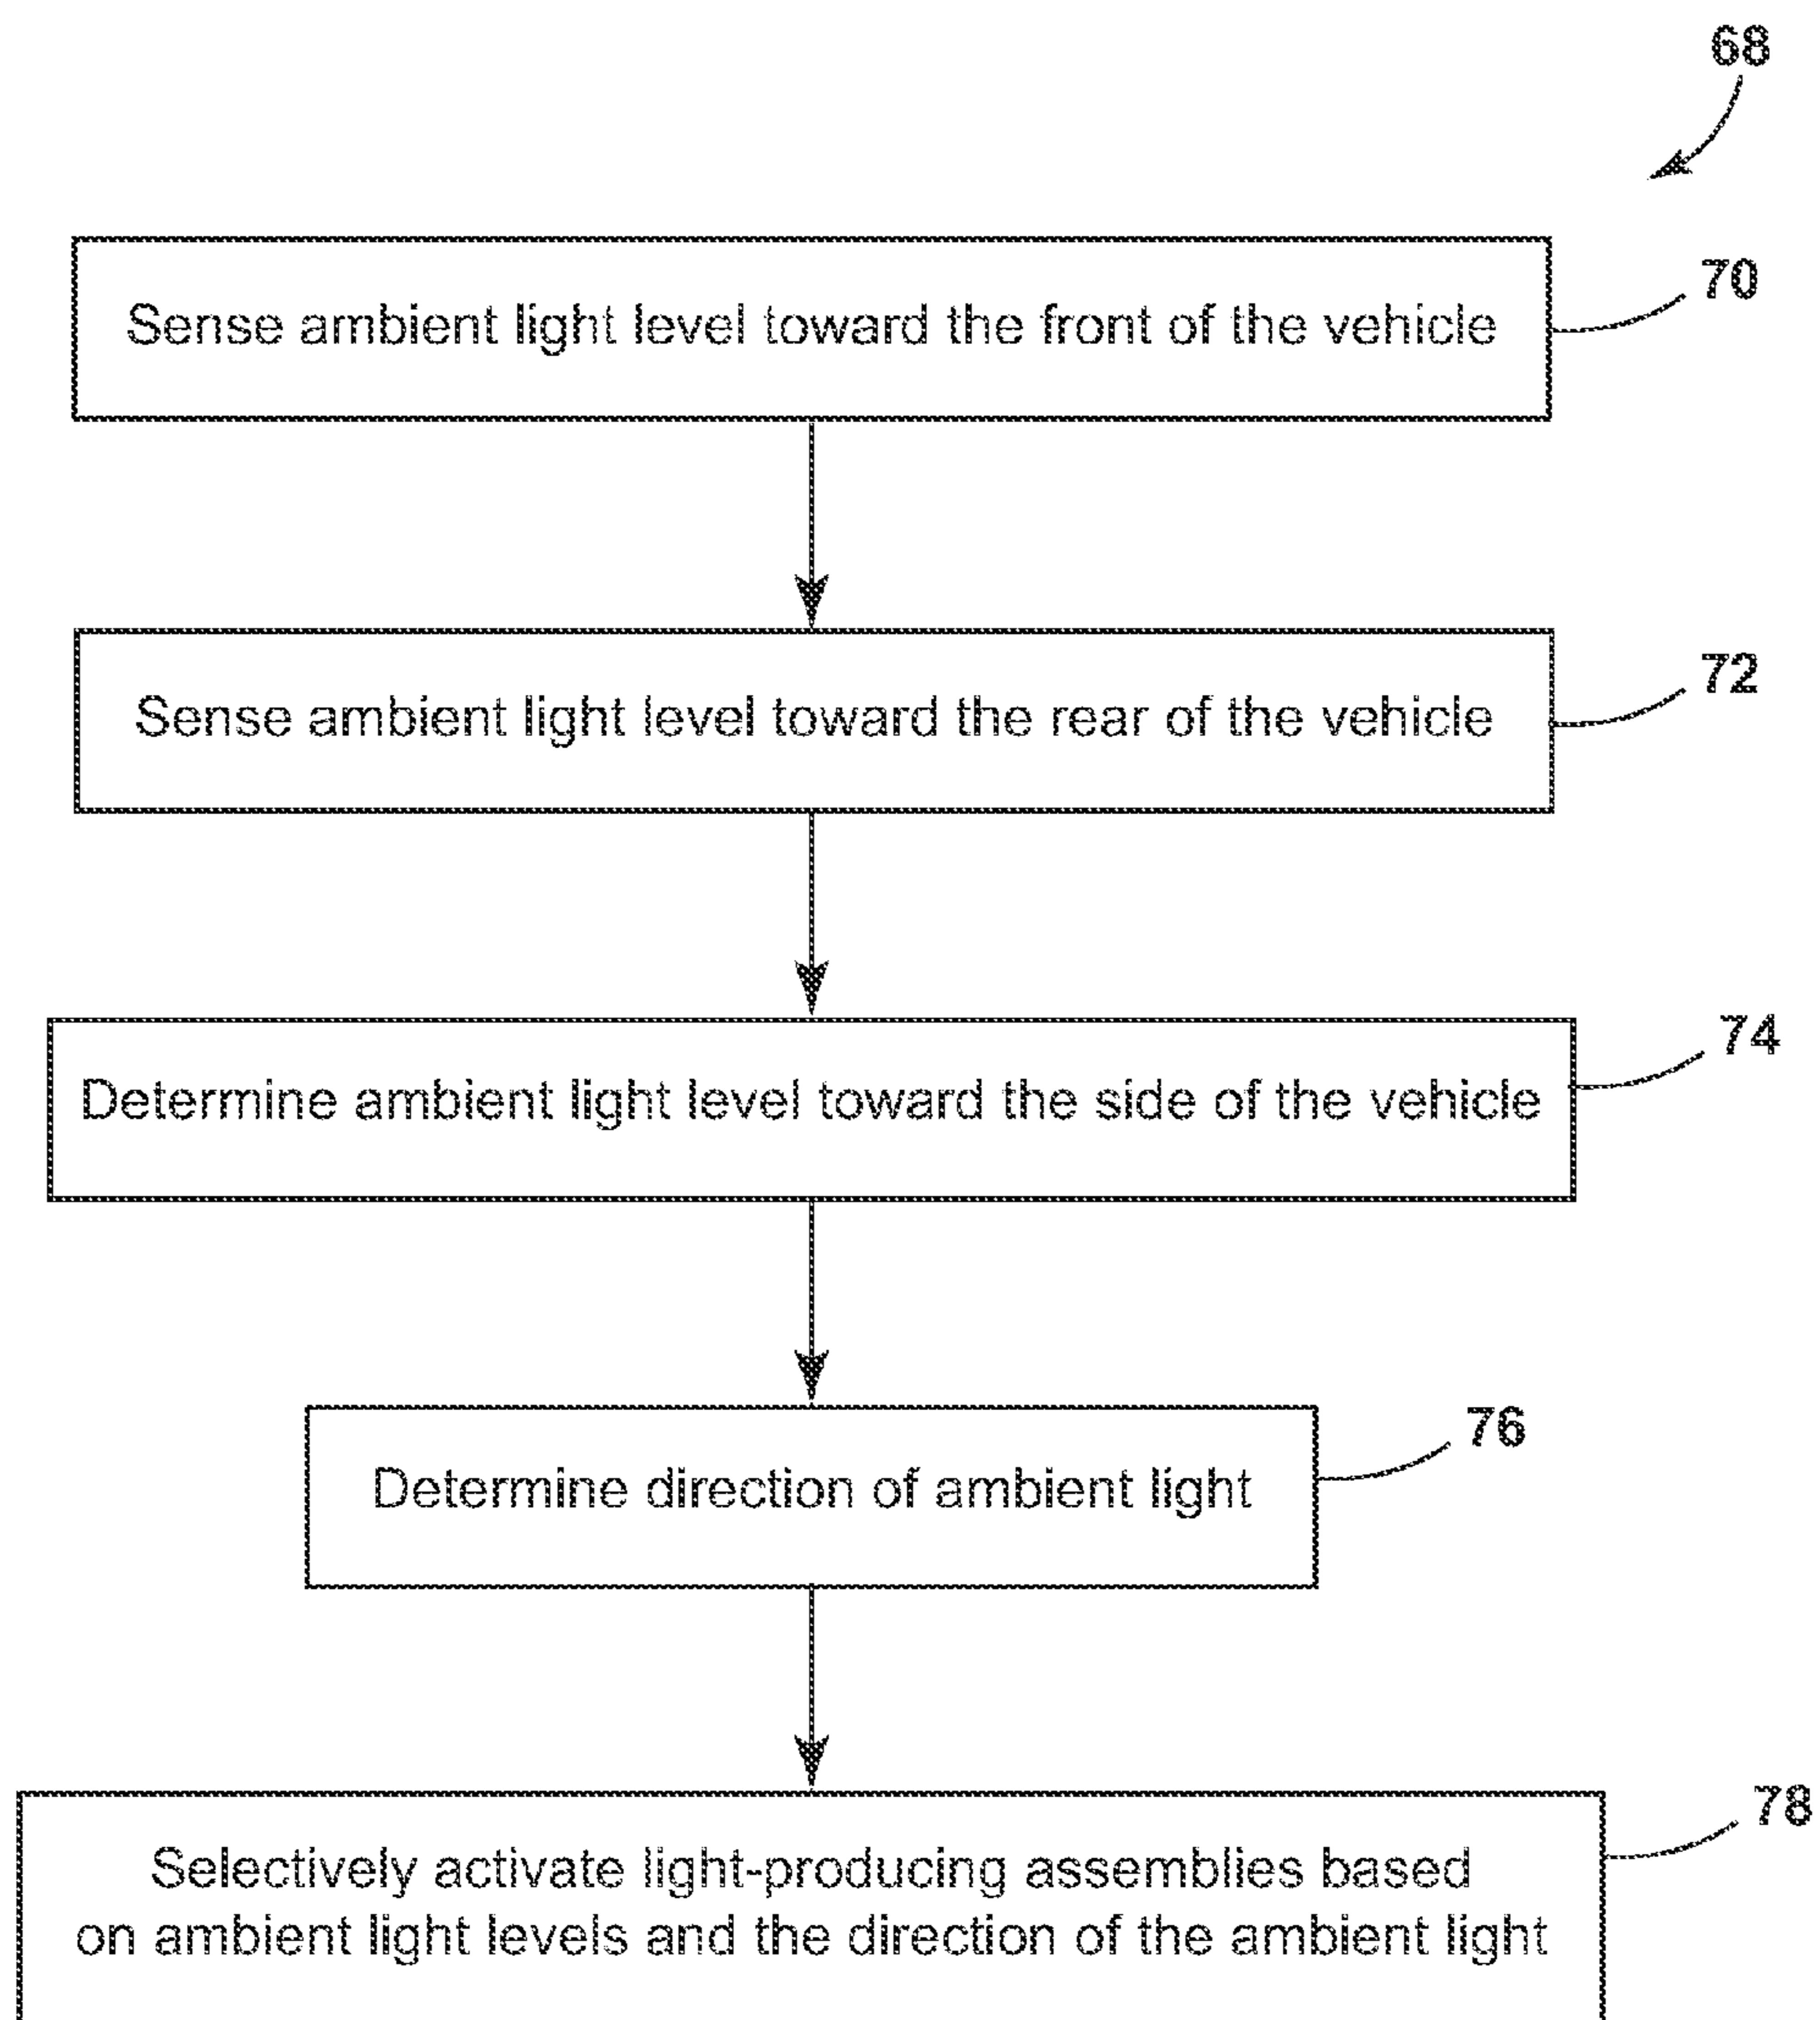 68
Sense ambient light level toward the front of the vehicle
70
Sense ambient light level toward the rear of the vehicle
72
Determine ambient light level toward the side of the vehicle
74
Determine direction of ambient light
76
Selectively activate light-producing assemblies based
on ambient light levels and the direction of the ambient light
78